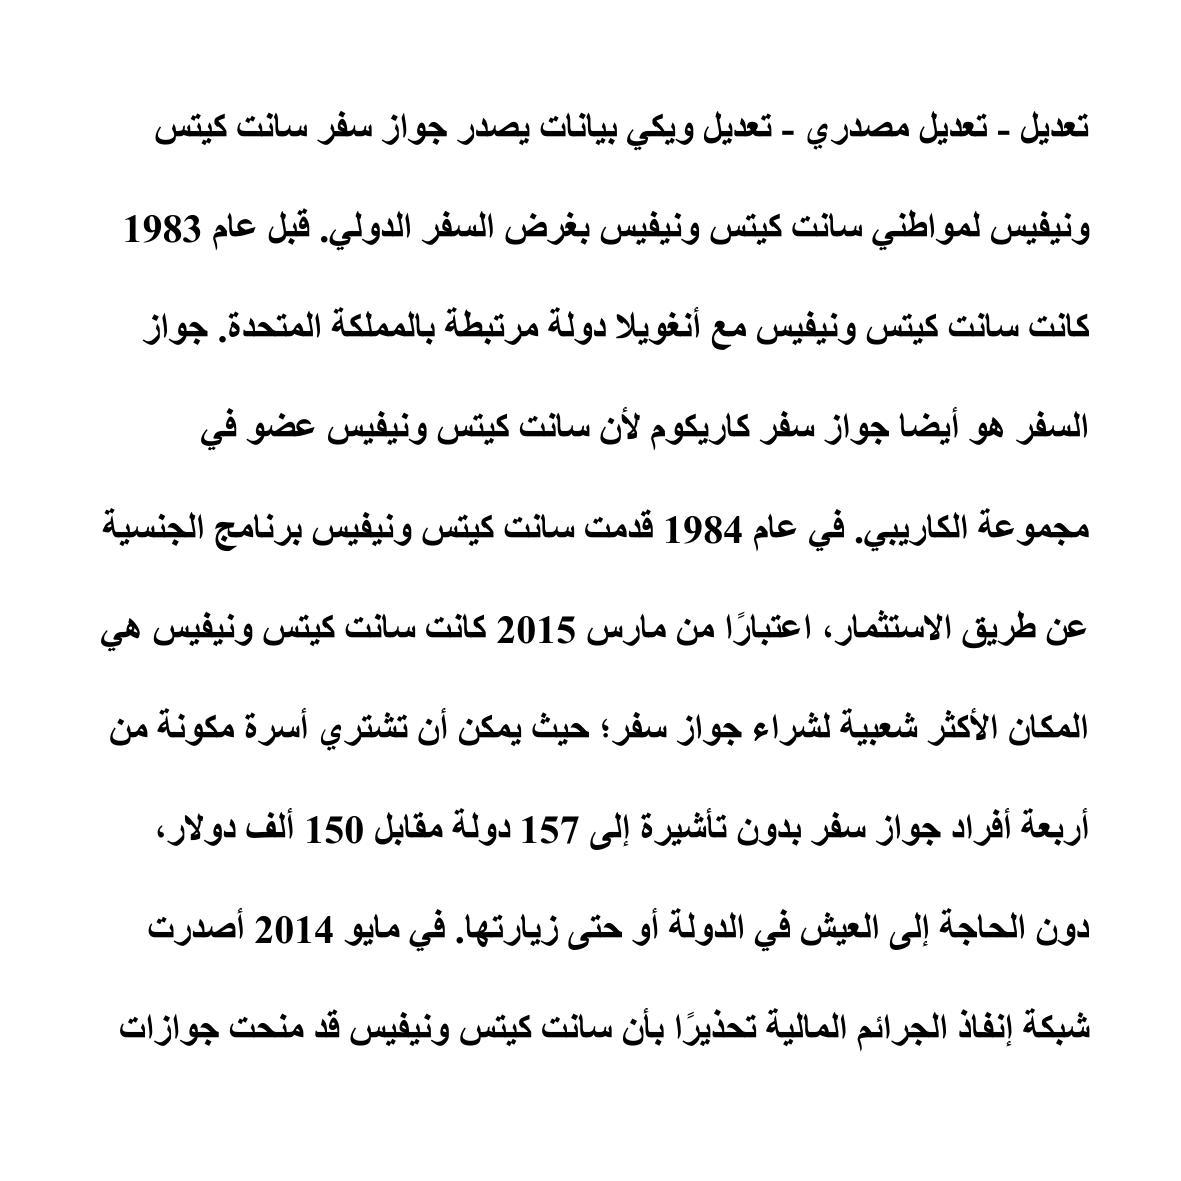 تعديل - تعديل مصدري - تعديل ويكي بيانات يصدر جواز سفر سانت كيتس
ونيفيس لمواطني سانت كيتس ونيفيس بغرض السفر الدولي. قبل عام 1983
كانت سانت كيتس ونيفيس مع أنغويلا دولة مرتبطة بالمملكة المتحدة. جواز
السفر هو أيضا جواز سفر كاريكوم لأن سانت كيتس ونيفيس عضو في
مجموعة الكاريبي. في عام 1984 قدمت سانت كيتس ونيفيس برنامج الجنسية
عن طريق الاستثمار، اعتبارًا من مارس 2015 كانت سانت كيتس ونيفيس هي
المكان الأكثر شعبية لشراء جواز سفر؛ حيث يمكن أن تشتري أسرة مكونة من
أربعة أفراد جواز سفر بدون تأشيرة إلى 157 دولة مقابل 150 ألف دولار،
دون الحاجة إلى العيش في الدولة أو حتى زيارتها. في مايو 2014 أصدرت
شبكة إنفاذ الجرائم المالية تحذيرًا بأن سانت كيتس ونيفيس قد منحت جوازات